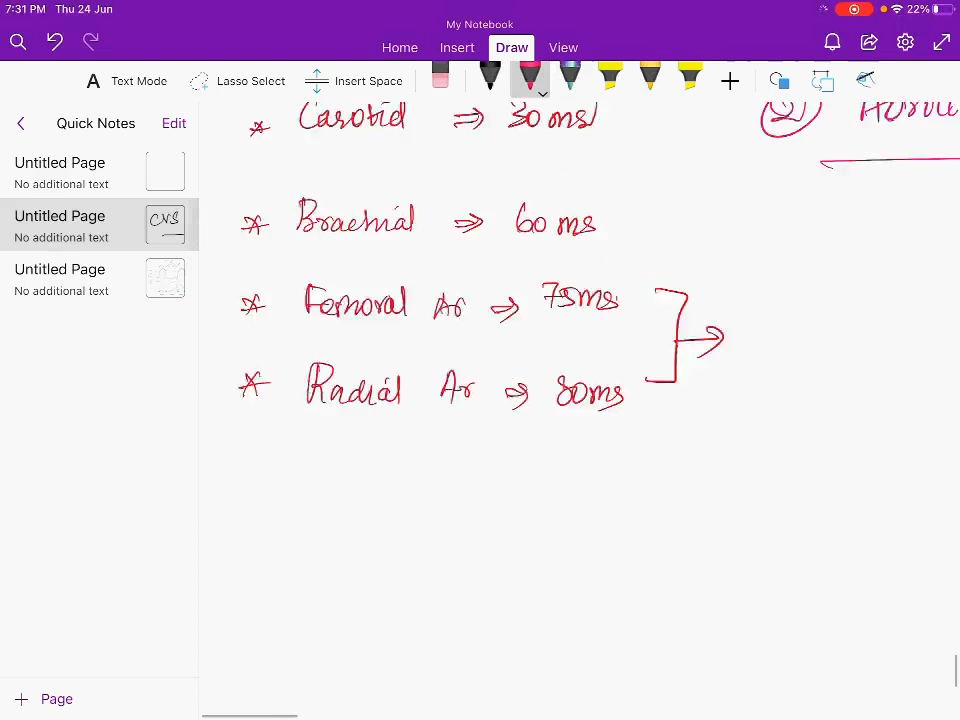 7:31 PM Thu 24 Jun
22%
My Notebook
Home Insert Draw View
Text Mode Lasso Select Insert Space
Quick Notes Edit
Untitled Page
No additional text
Untitled Page
No additional text
CNS
Untitled Page
No additional text
Page
* Carotid ⇒ 30 ms
* Brachial ⇒ 60 ms
* Femoral Ar ⇒ 75ms
* Radial Ar ⇒ 80ms